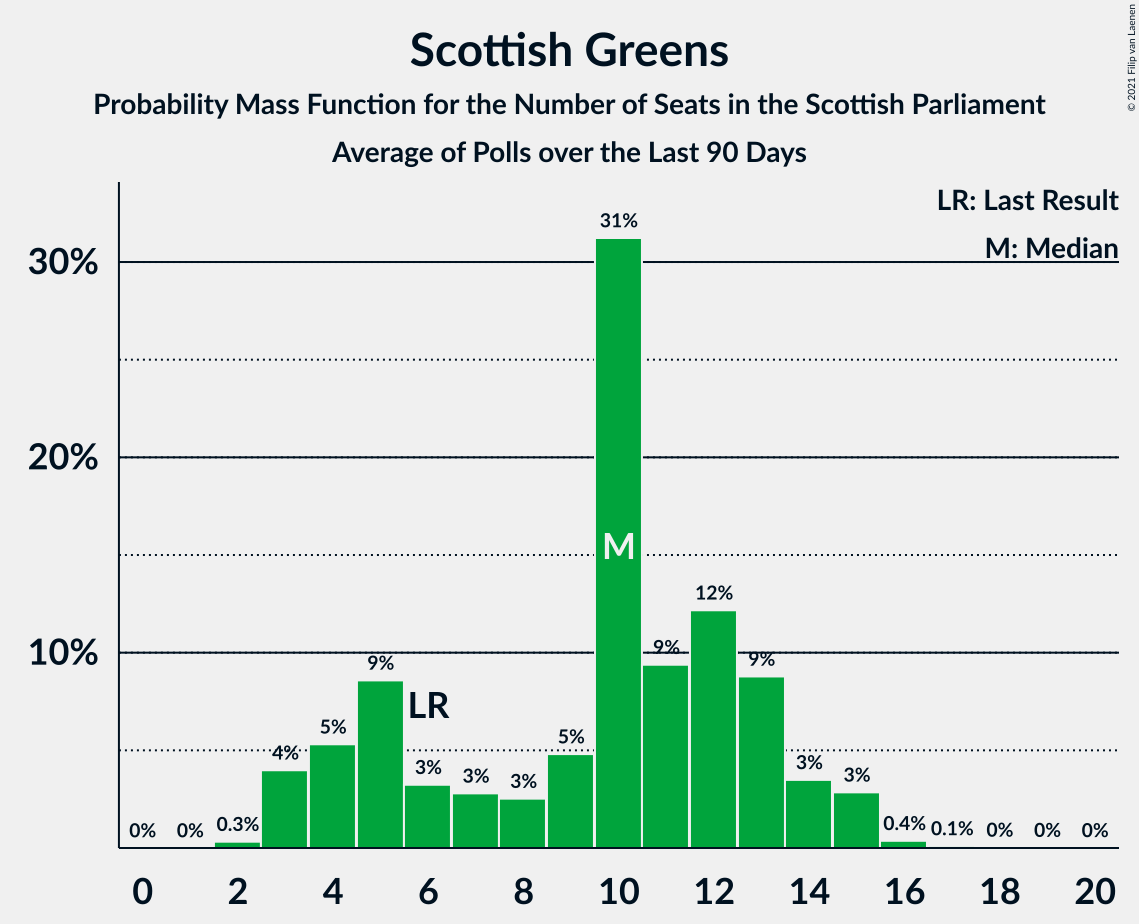 Scottish Greens
Probability Mass Function for the Number of Seats in the Scottish Parliament
Average of Polls over the Last 90 Days
© 2021 Filip van Laenen
LR: Last Result
M: Median
30%
20%
10%
0% 0% 0.3% 4% 5% 9% 3% 3% 3% 5% 31% 9% 12% 9% 3% 3% 0.4% 0.1% 0% 0% 0%
LR
M
0 2 4 6 8 10 12 14 16 18 20